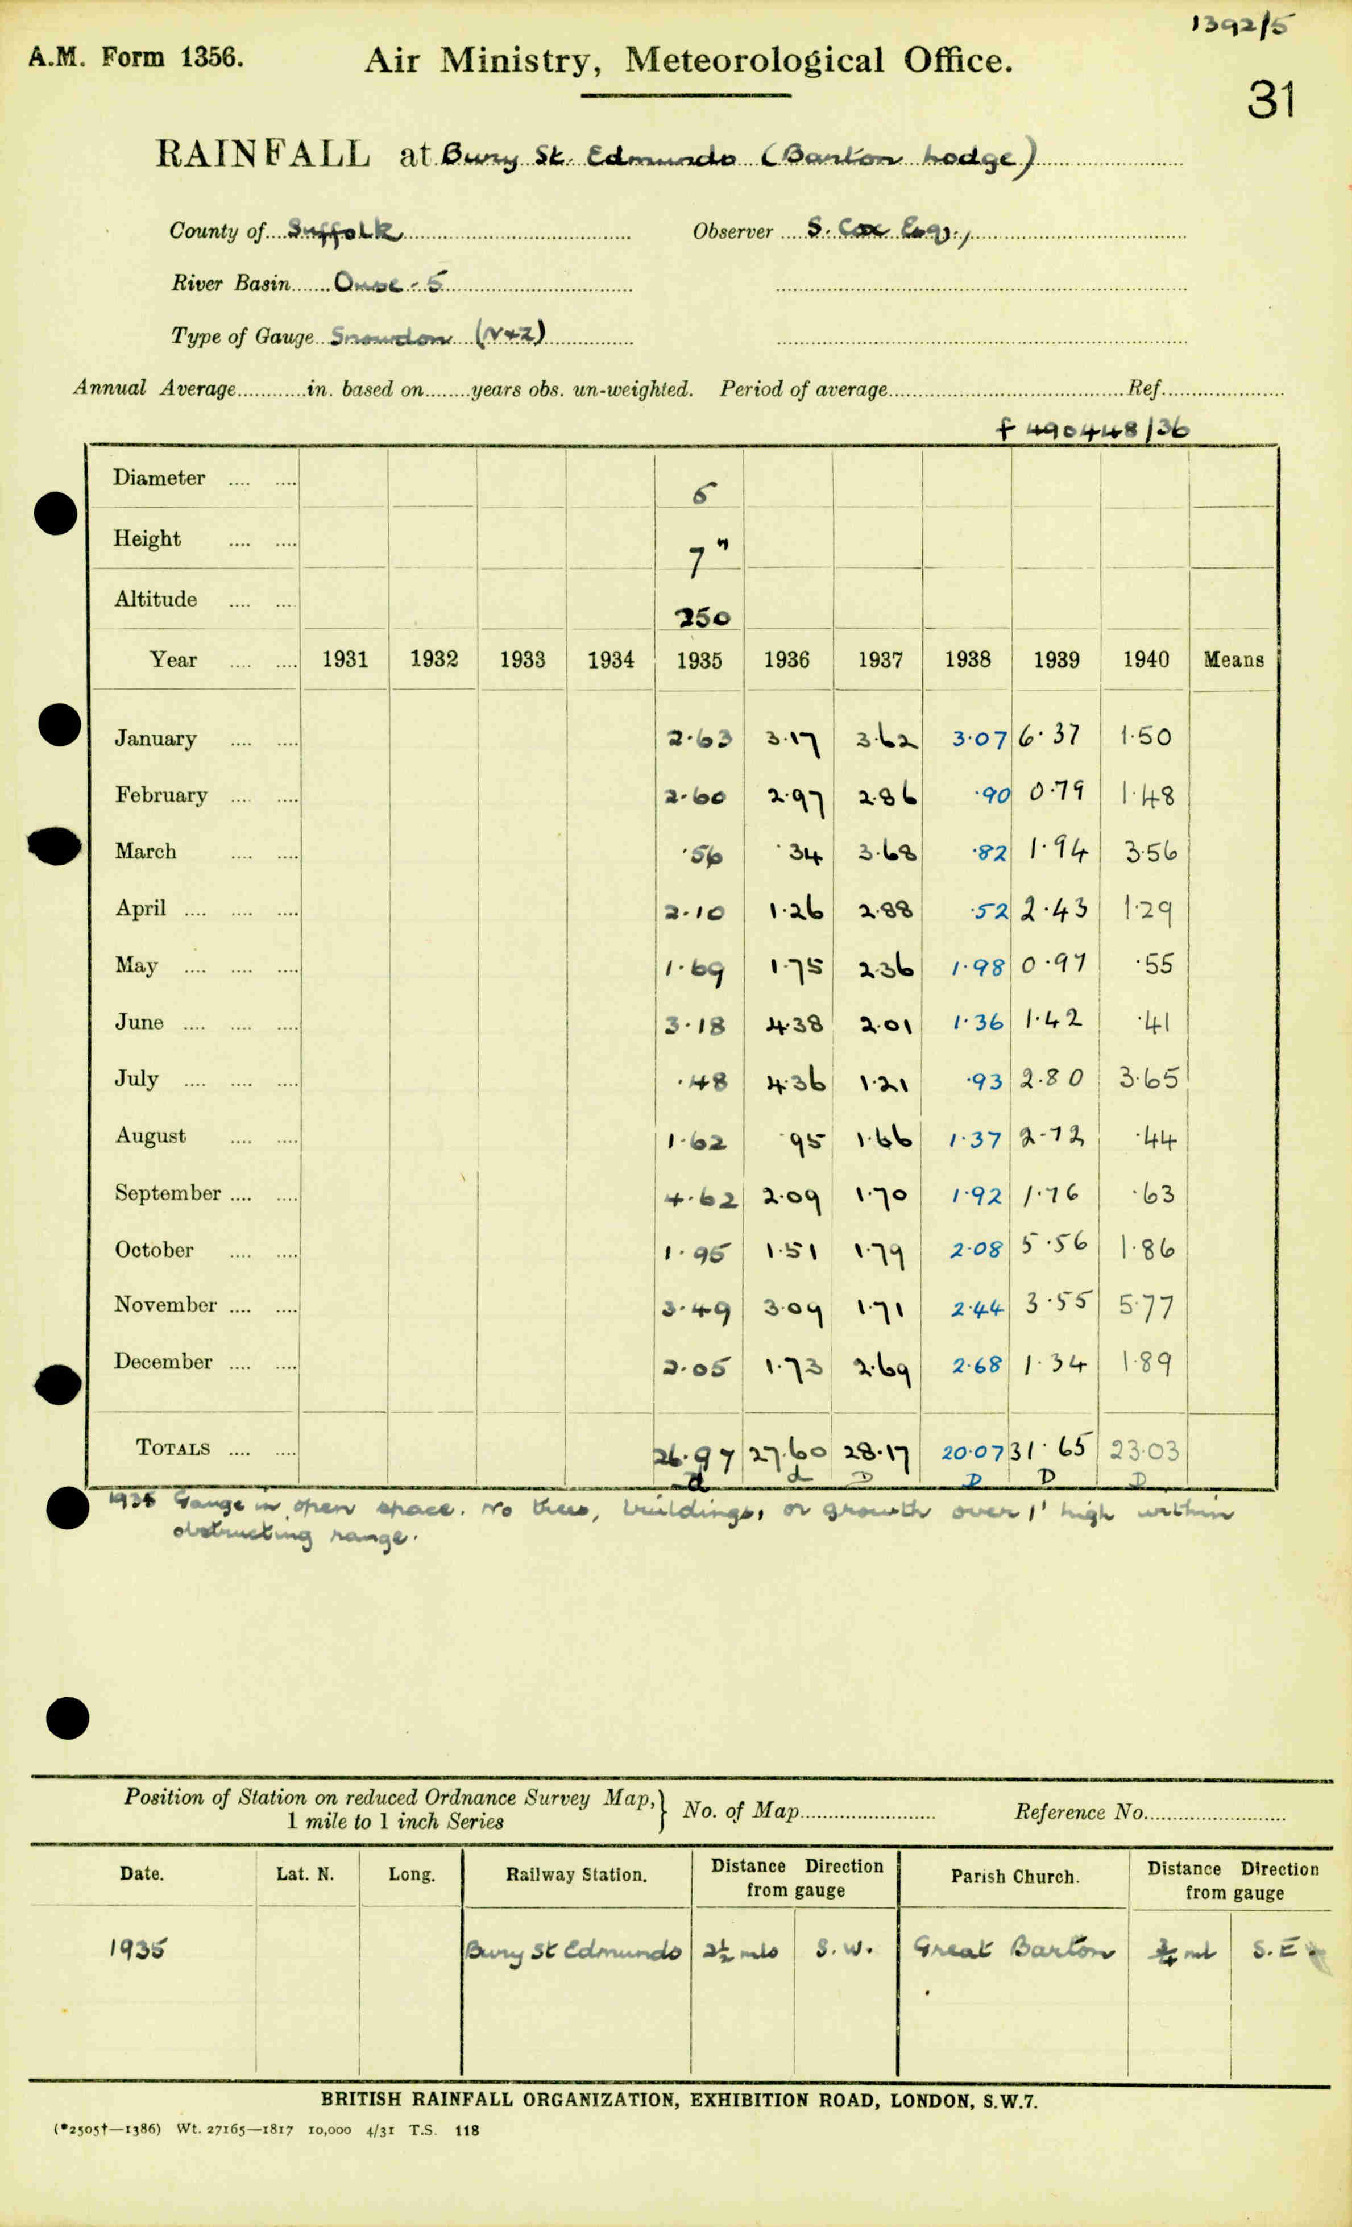 1392/5
A.M. Form 1356. Air Ministry, Meteorological Office.
31
RAINFALL at Bury St. Edmunds (Barton Lodge)
County of Suffolk Observer S. Cox Esq.,
River Basin Ouse - 5
Type of Gauge Snowdon (N+Z)
Annual Average in. based on years obs. un-weighted. Period of average Ref.
f 490448/36
Diameter 5
Height 7"
Altitude 250
Year 1931 1932 1933 1934 1935 1936 1937 1938 1939 1940 Means
January 2.63 3.17 3.62 3.07 6.37 1.50
February 2.60 2.97 2.86 .90 0.79 1.48
March .56 .34 3.68 .82 1.94 3.56
April 2.10 1.26 2.88 .52 2.43 1.29
May 1.69 1.75 2.36 1.98 0.97 .55
June 3.18 4.38 2.01 1.36 1.42 .41
July .48 4.36 1.21 .93 2.80 3.65
August 1.62 .95 1.66 1.37 2.72 .44
September 4.62 2.09 1.70 1.92 1.76 .63
October 1.95 1.51 1.79 2.08 5.56 1.86
November 3.49 3.09 1.71 2.44 3.55 5.77
December 2.05 1.73 2.69 2.68 1.34 1.89
TOTALS 26.97 27.60 28.17 20.07 31.65 23.03
d d D D D D
1935 Gauge in open space. No trees, buildings, or growth over 1' high within
obstructing range.
Position of Station on reduced Ordnance Survey Map, } No. of Map Reference No.
1 mile to 1 inch Series
Date. Lat. N. Long. Railway Station. Distance Direction from gauge Parish Church. Distance Direction from gauge
1935 Bury St Edmunds 2½ mls S.W. Great Barton ¾ ml S.E.
BRITISH RAINFALL ORGANIZATION, EXHIBITION ROAD, LONDON, S.W.7.
(*2505†—1386) Wt. 27165—1817 10,000 4/31 T.S. 118